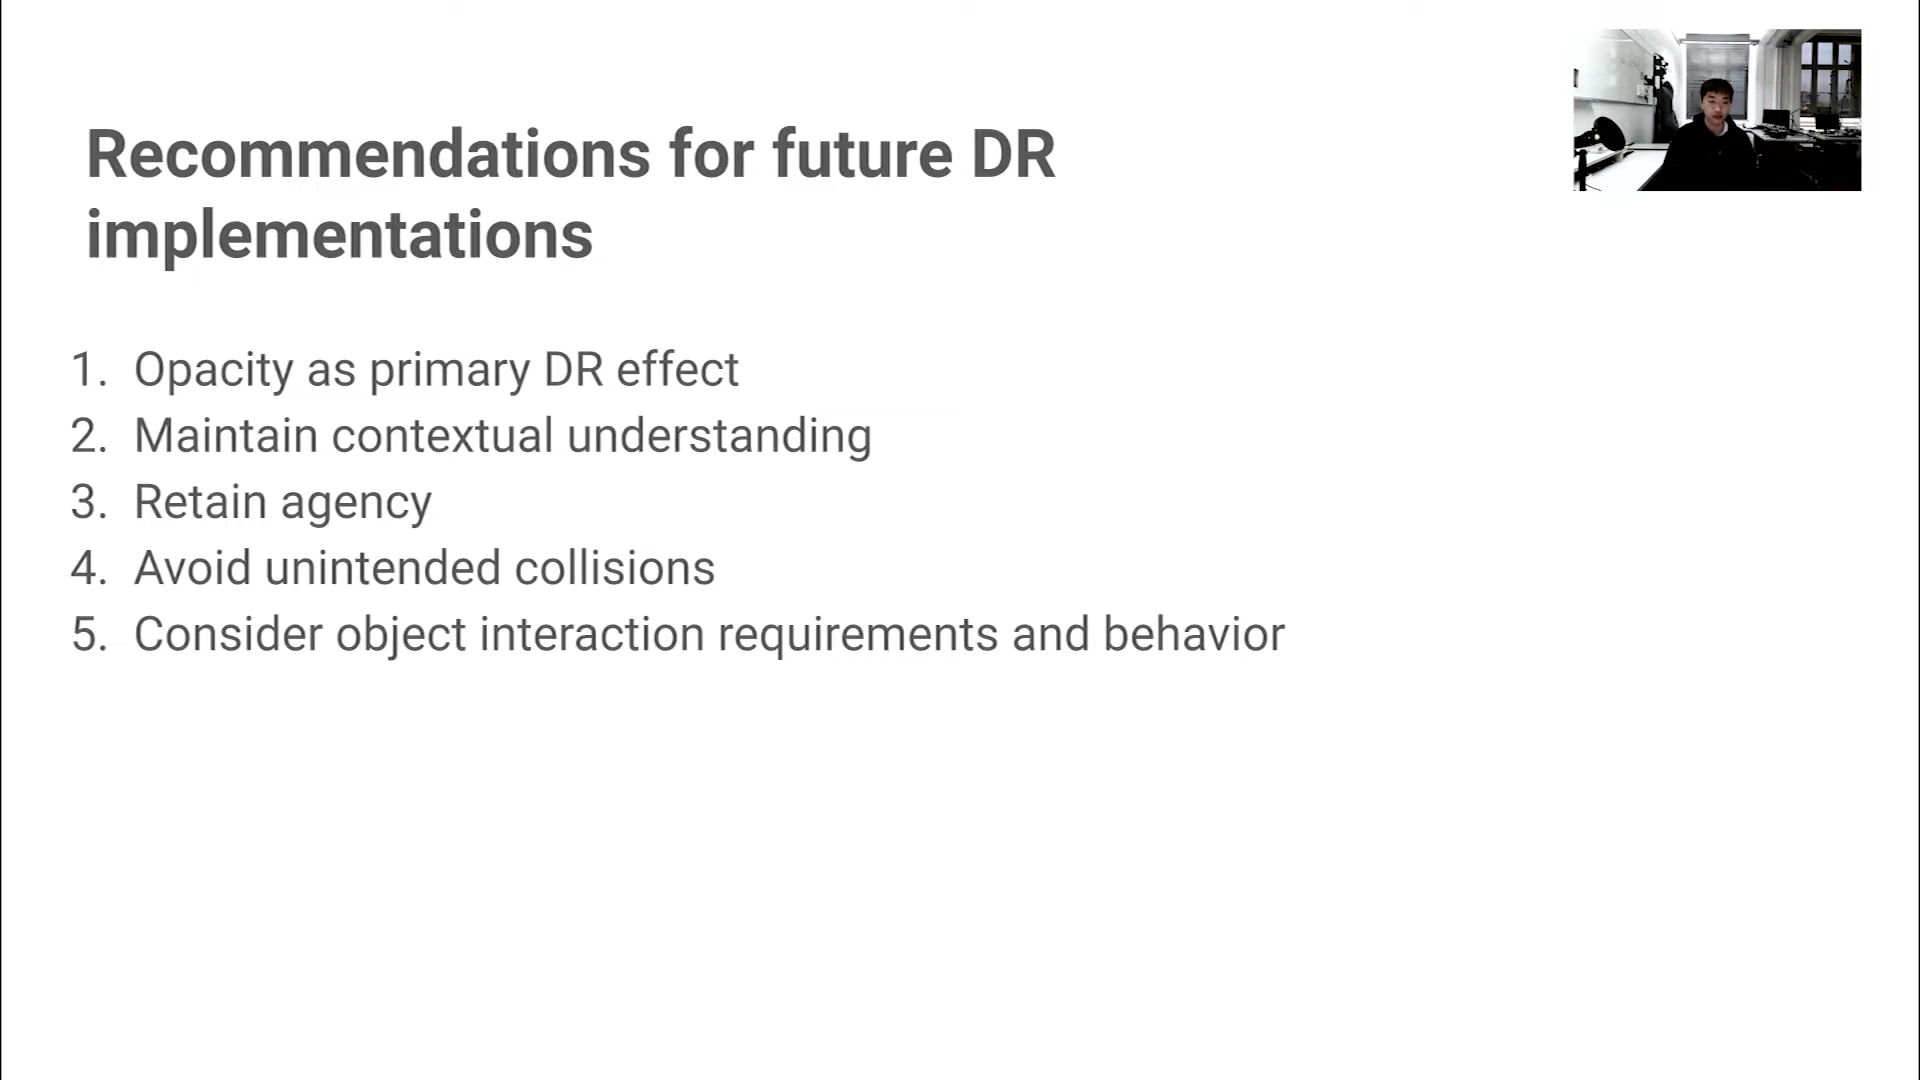 Recommendations for future DR
implementations
1. Opacity as primary DR effect
2. Maintain contextual understanding
3. Retain agency
4. Avoid unintended collisions
5. Consider object interaction requirements and behavior